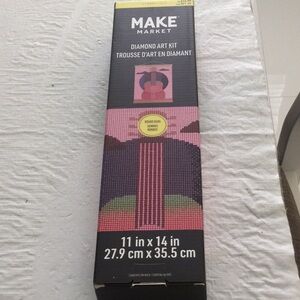 MAKE
MARKET
DIAMOND ART KIT
TROUSSE D'ART EN DIAMANT
11 in x 14 in
27.9 cm x 35.5 cm